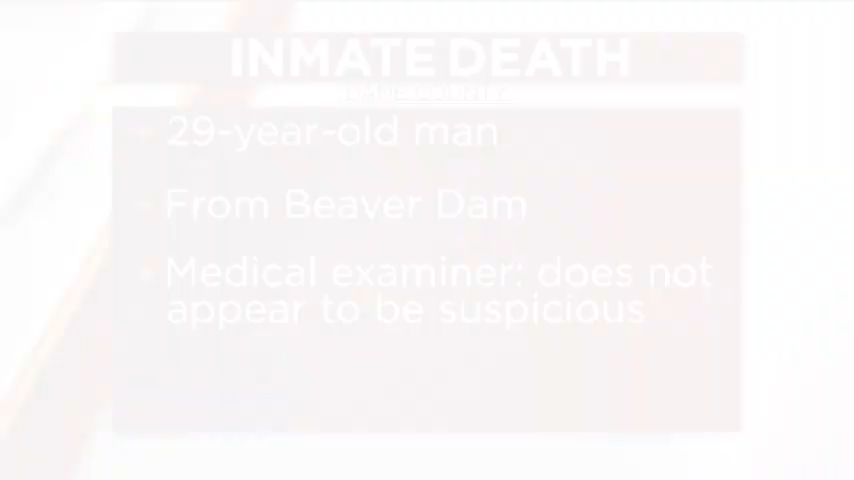 INMATE DEATH
29-year-old man
From Beaver Dam
Medical examiner: does not
appear to be suspicious